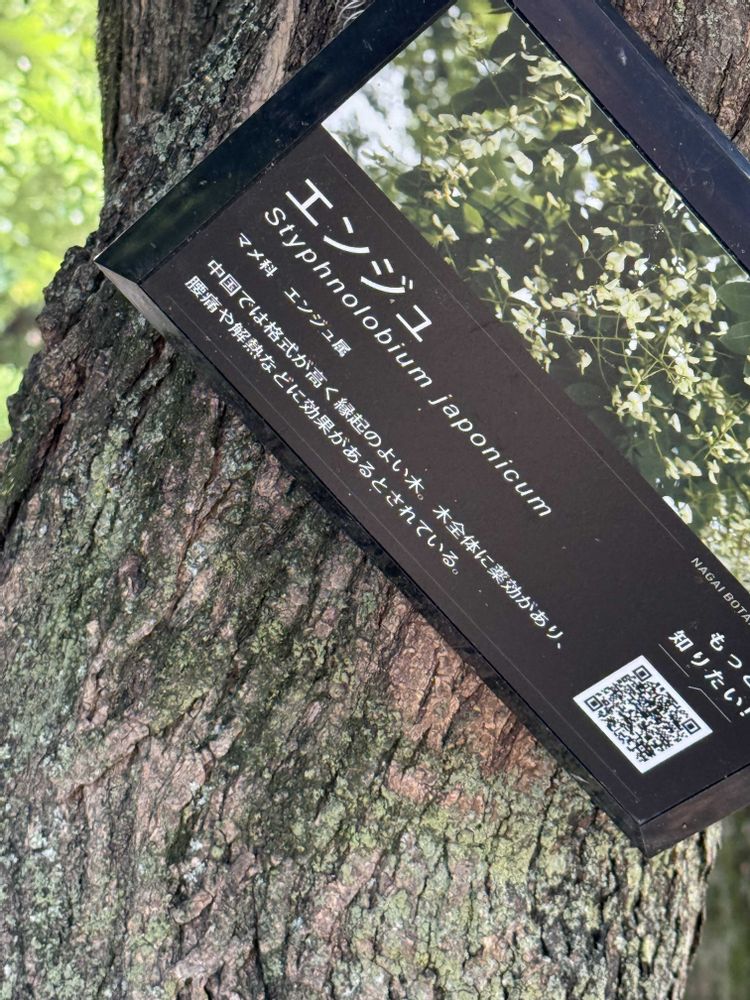 エンジュ
Styphnolobium japonicum
マメ科 エンジュ属
中国では格式が高く縁起のよい木。木全体に薬効があり、
腰痛や解熱などに効果があるとされている。
NAGAI
もっと
知りたい!